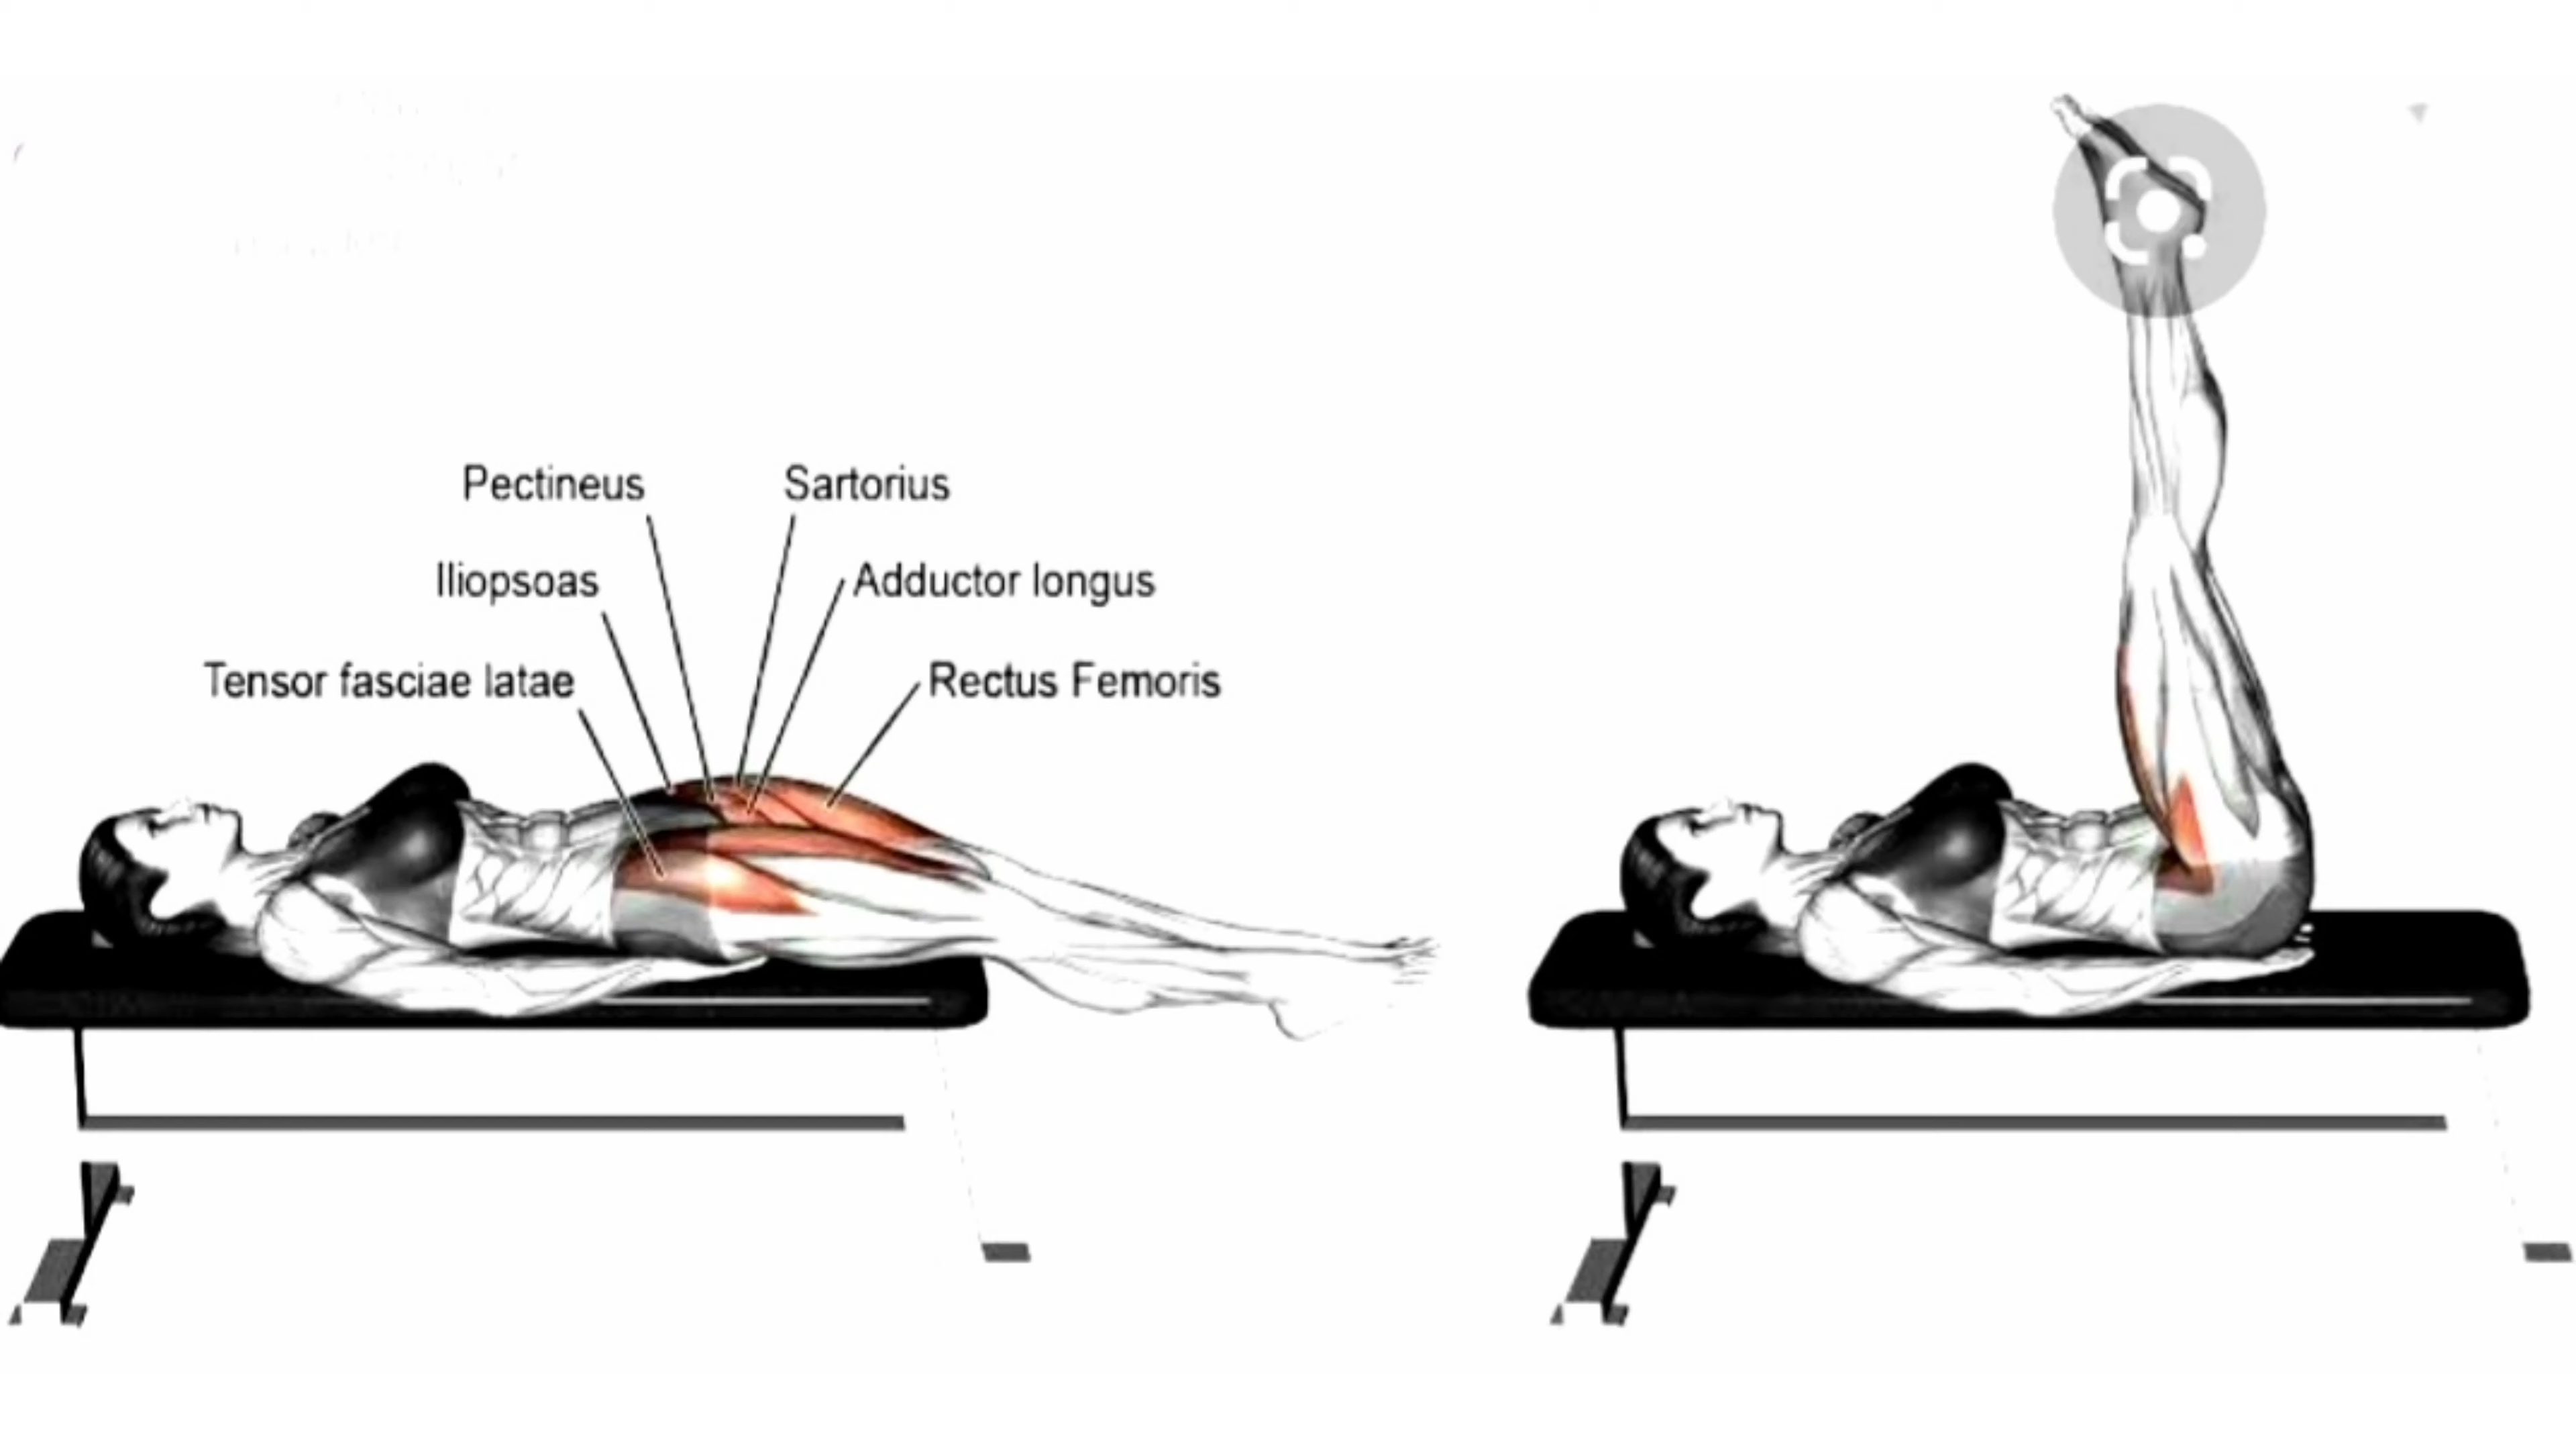 Pectineus
Sartorius
Iliopsoas
Adductor longus
Tensor fasciae latae
Rectus Femoris